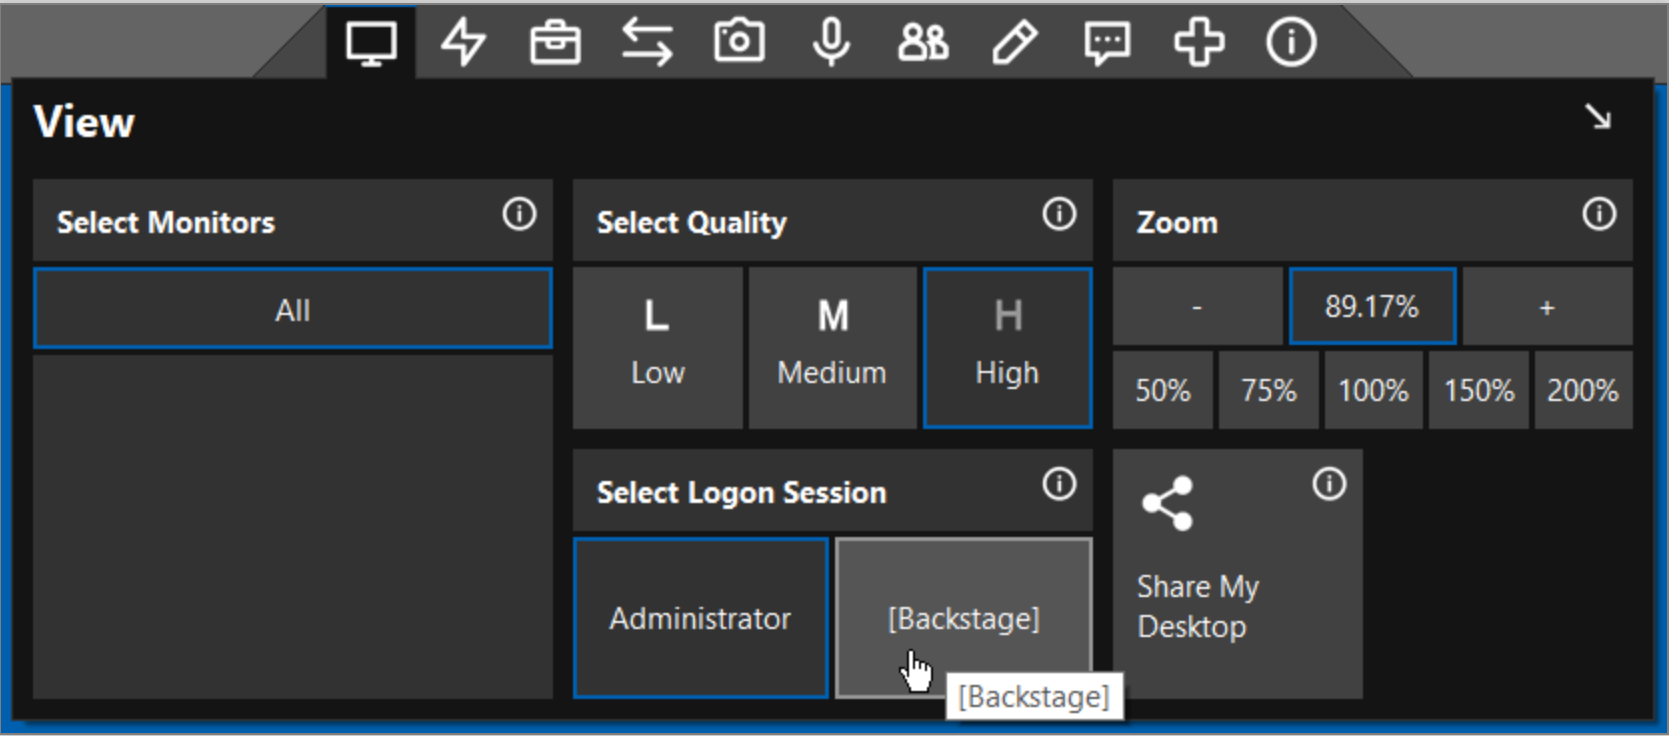 View
Select Monitors
All
Select Quality
L
Low
M
Medium
H
High
Zoom
-
89.17%
+
50%
75%
100%
150%
200%
Select Logon Session
Administrator
[Backstage]
[Backstage]
Share My
Desktop